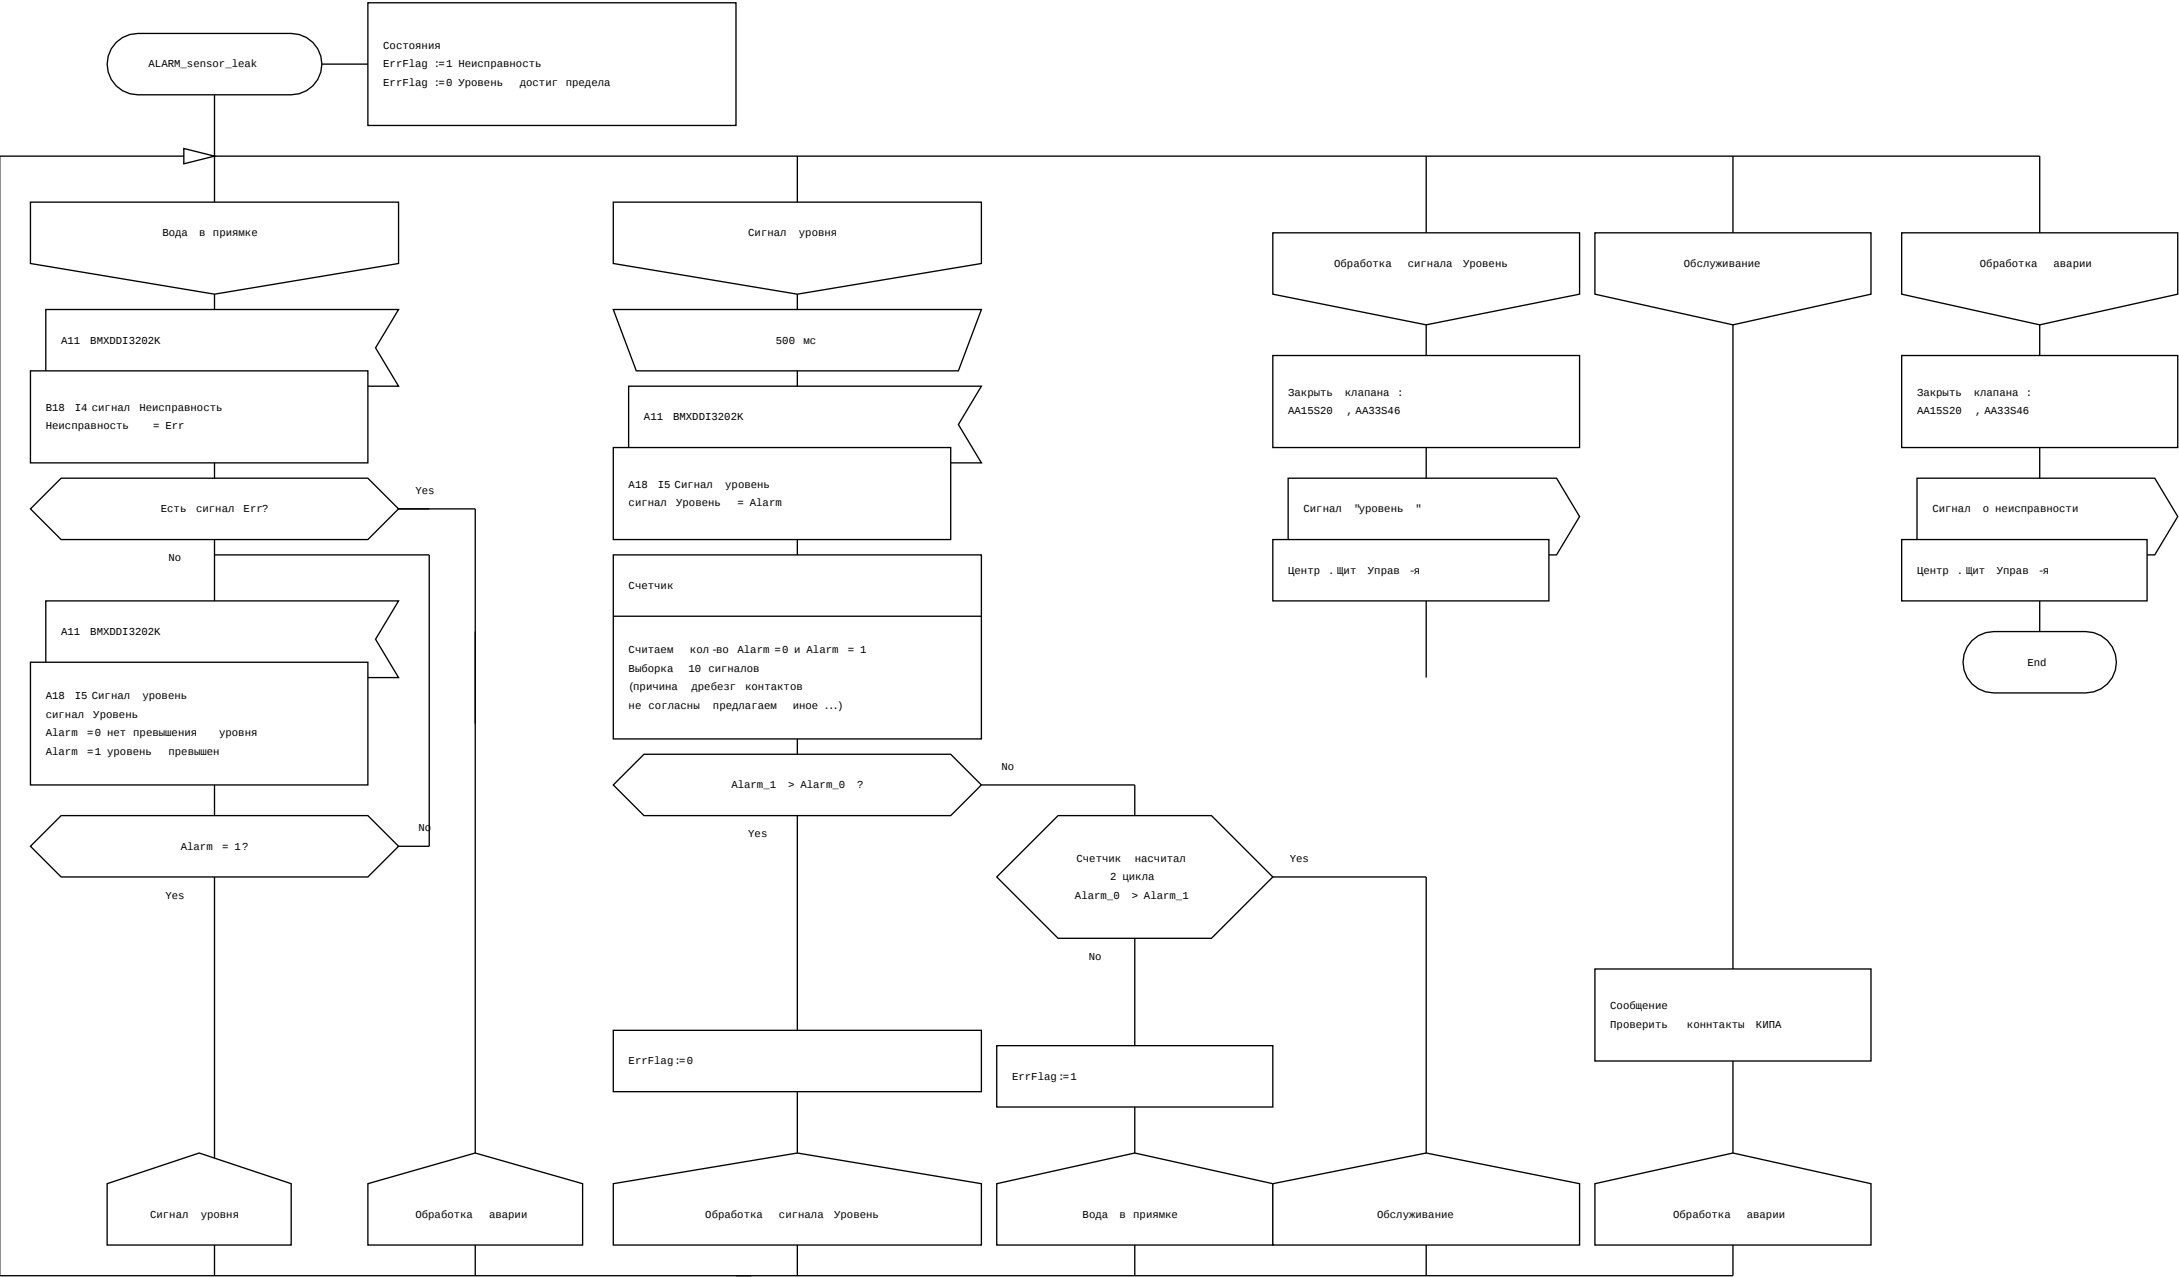 ALARM_sensor_leak
Состояния
ErrFlag :=1 Неисправность
ErrFlag :=0 Уровень достиг предела
Вода в приямке
A11 BMXDDI3202K
B18 I4 сигнал Неисправность
Неисправность = Err
Есть сигнал Err?
Yes
No
A11 BMXDDI3202K
A18 I5 Сигнал уровень
сигнал Уровень
Alarm =0 нет превышения уровня
Alarm =1 уровень превышен
No
Alarm = 1?
Yes
Сигнал уровня
Обработка аварии
Сигнал уровня
500 мс
A11 BMXDDI3202K
A18 I5 Сигнал уровень
сигнал Уровень = Alarm
Счетчик
Считаем кол-во Alarm =0 и Alarm = 1
Выборка 10 сигналов
(причина дребезг контактов
не согласны предлагаем иное ...)
Alarm_1 > Alarm_0 ?
No
Yes
Счетчик насчитал
2 цикла
Alarm_0 > Alarm_1
Yes
No
ErrFlag:=0
ErrFlag:=1
Обработка сигнала Уровень
Вода в приямке
Обработка сигнала Уровень
Закрыть клапана :
AA15S20 , AA33S46
Сигнал "уровень "
Центр . Щит Управ -я
Обслуживание
Обслуживание
Сообщение
Проверить коннтакты КИПА
Обработка аварии
Обработка аварии
Закрыть клапана :
AA15S20 , AA33S46
Сигнал о неисправности
Центр . Щит Управ -я
End